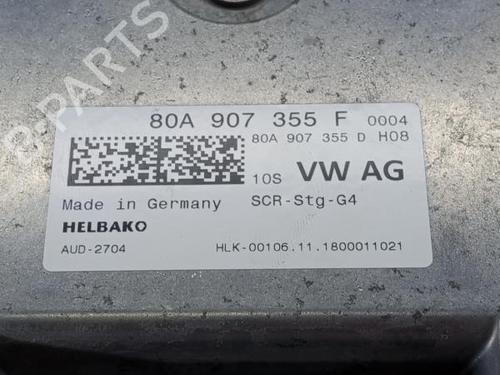 B-PARTS
80A 907 355 F 0004
80A 907 355 D H08
10S VW AG
Made in Germany SCR-Stg-G4
HELBAKO
AUD-2704 HLK-00106.11.1800011021